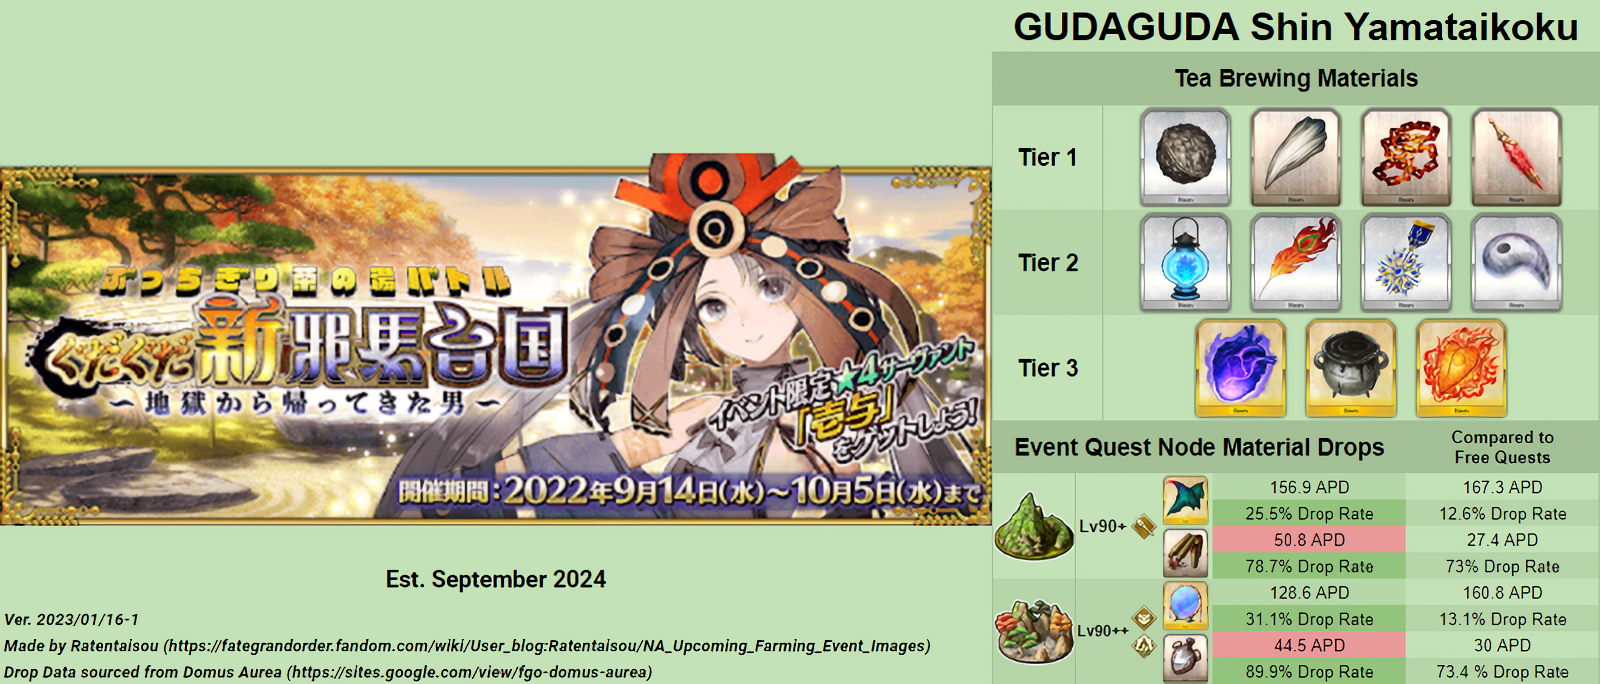 GUDAGUDA Shin Yamataikoku
Tea Brewing Materials
Tier 1
Tier 2
Tier 3
ぶっちぎり茶の湯バトル
ぐだぐだ新邪馬台国
～地獄から帰ってきた男～
イベント限定★4サーヴァント
「壱与」
をゲットしよう!
開催期間：2022年9月14日(水)～10月5日(水)まで
Event Quest Node Material Drops
Compared to
Free Quests
Lv90+
156.9 APD 167.3 APD
25.5% Drop Rate 12.6% Drop Rate
50.8 APD 27.4 APD
78.7% Drop Rate 73% Drop Rate
Lv90++
128.6 APD 160.8 APD
31.1% Drop Rate 13.1% Drop Rate
44.5 APD 30 APD
89.9% Drop Rate 73.4 % Drop Rate
Est. September 2024
Ver. 2023/01/16-1
Made by Ratentaisou (https://fategrandorder.fandom.com/wiki/User_blog:Ratentaisou/NA_Upcoming_Farming_Event_Images)
Drop Data sourced from Domus Aurea (https://sites.google.com/view/fgo-domus-aurea)